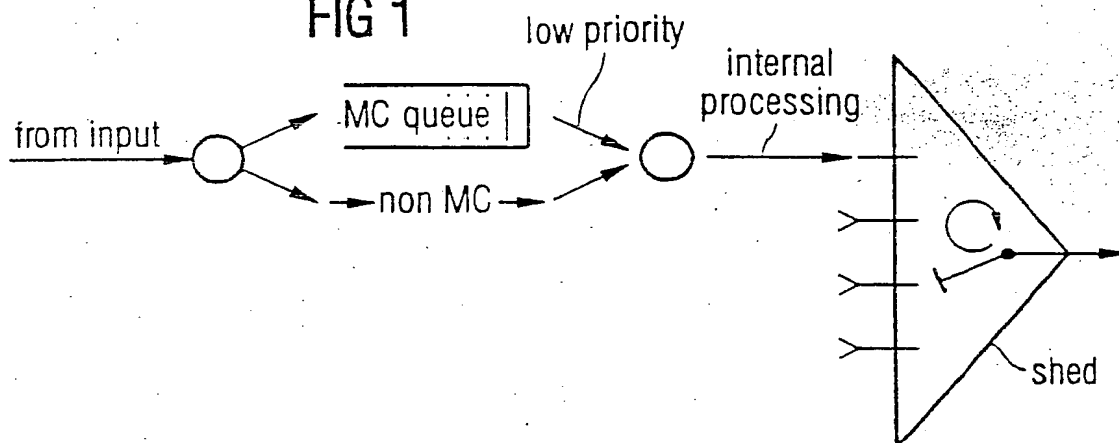 FIG 1
low priority
internal
processing
from input
MC queue
non MC
shed